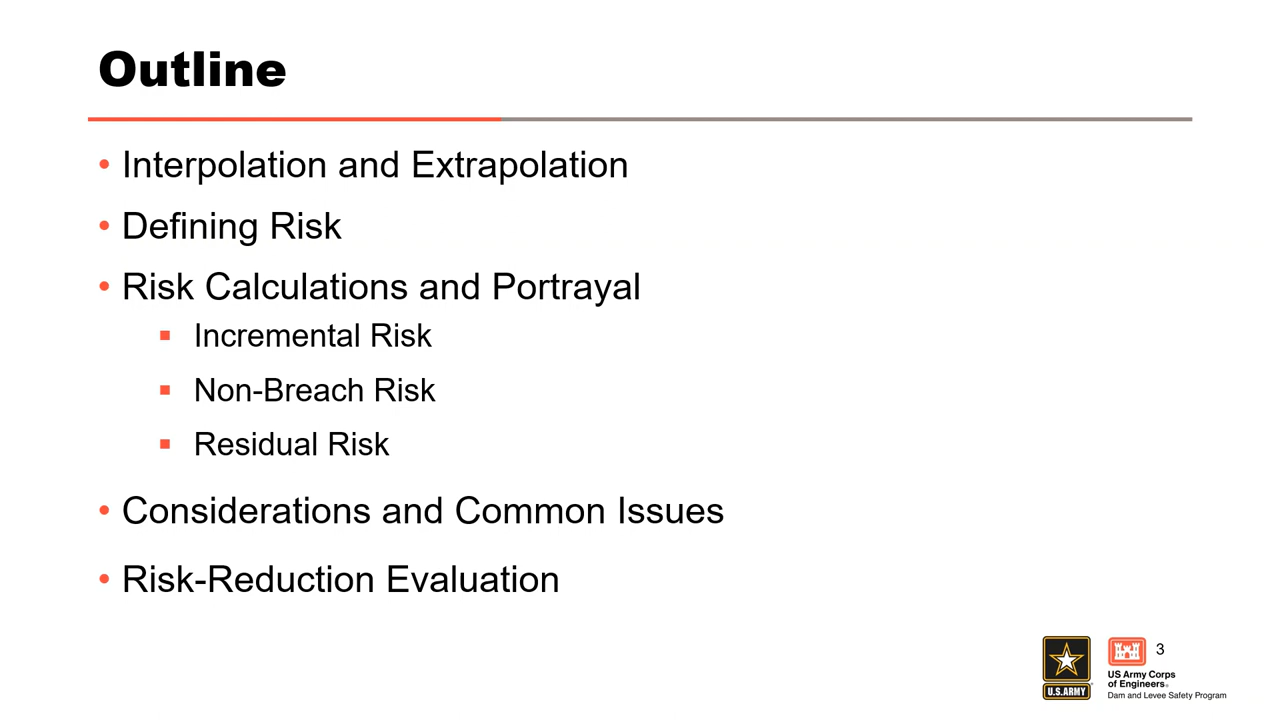 Outline
• Interpolation and Extrapolation
• Defining Risk
• Risk Calculations and Portrayal
▪ Incremental Risk
▪ Non-Breach Risk
▪ Residual Risk
• Considerations and Common Issues
• Risk-Reduction Evaluation
3
U.S.ARMY
US Army Corps
of Engineers®
Dam and Levee Safety Program